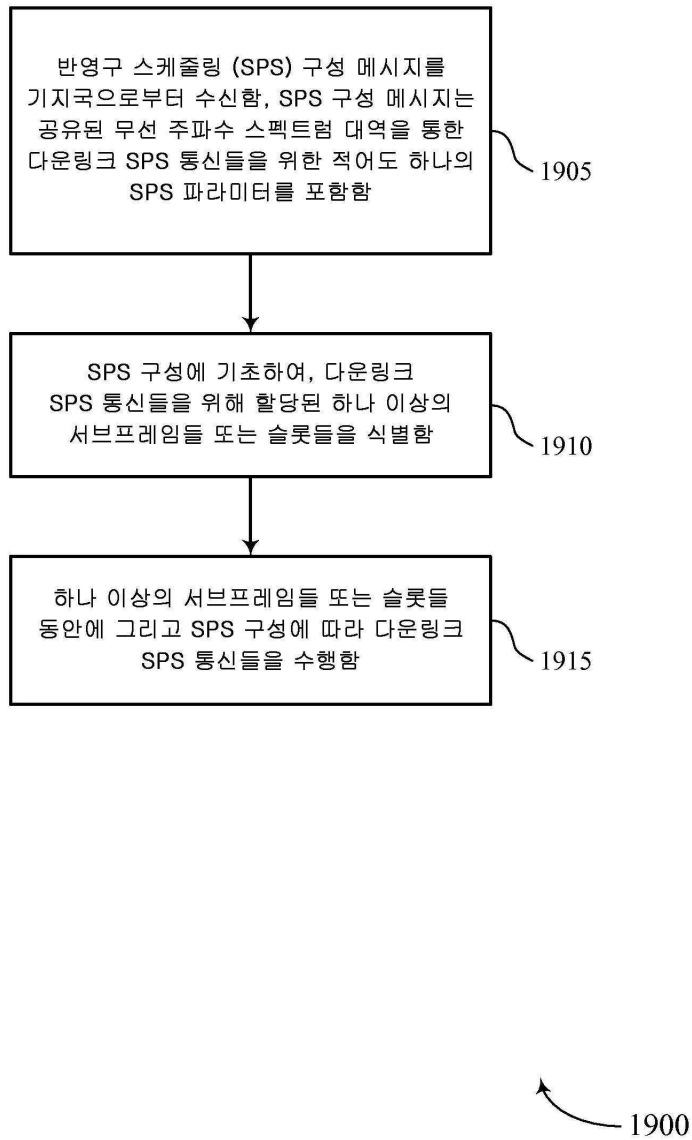 반영구 스케줄링 (SPS) 구성 메시지를
기지국으로부터 수신함, SPS 구성 메시지는
공유된 무선 주파수 스펙트럼 대역을 통한
다운링크 SPS 통신들을 위한 적어도 하나의
SPS 파라미터를 포함함
1905
SPS 구성에 기초하여, 다운링크
SPS 통신들을 위해 할당된 하나 이상의
서브프레임들 또는 슬롯들을 식별함
1910
하나 이상의 서브프레임들 또는 슬롯들
동안에 그리고 SPS 구성에 따라 다운링크
SPS 통신들을 수행함
1915
1900